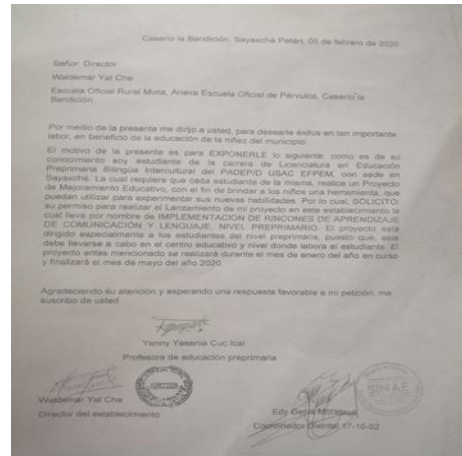 Caserío la Bendición, Sayaxché Petén, 05 de febrero de 2020
Señor: Director
Waldemar Yat Che
Escuela Oficial Rural Mixta, Anexa Escuela Oficial de Párvulos, Caserío la
Bendición.
Por medio de la presente me dirijo a usted, para desearle éxitos en tan importante
labor, en beneficio de la educación de la niñez del municipio.
El motivo de la presente es para EXPONERLE lo siguiente: como es de su
conocimiento soy estudiante de la carrera de Licenciatura en Educación
Preprimaria Bilingüe Intercultural del PADEP/D USAC EFPEM, con sede en
Sayaxché. La cual requiere que cada estudiante de la misma, realice un Proyecto
de Mejoramiento Educativo, con el fin de brindar a los niños una herramienta, que
puedan utilizar para experimentar sus nuevas habilidades. Por lo cual, SOLICITO:
su permiso para realizar el Lanzamiento de mi proyecto en este establecimiento la
cual lleva por nombre de IMPLEMENTACION DE RINCONES DE APRENDIZAJE
DE COMUNICACIÓN Y LENGUAJE, NIVEL PREPRIMARIO. El proyecto esta
dirigido especialmente a los estudiantes del nivel preprimaria, puesto que, este
debe llevarse a cabo en el centro educativo y nivel donde labora el estudiante. El
proyecto antes mencionado se realizará durante el mes de enero del año en curso
y finalizará el mes de mayo del año 2020
Agradeciendo su atención y esperando una respuesta favorable a mi petición, me
suscribo de usted
Yenny Yesenia Cuc Ical
Profesora de educación preprimaria
Waldemar Yat Che
Director del establecimiento
SINAE
Edy
Coordinador Distrital 17-10-02